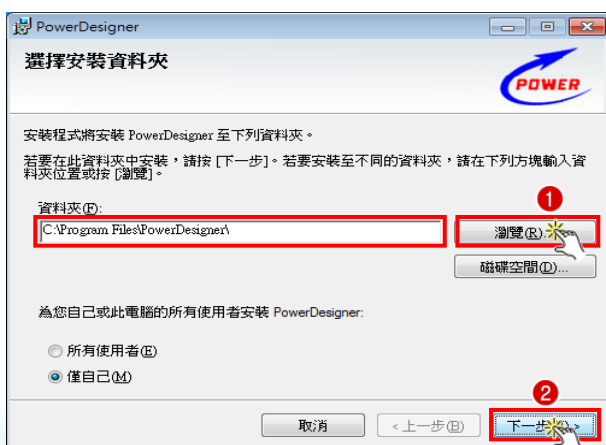 PowerDesigner
選擇安裝資料夾
POWER
安裝程式將安裝 PowerDesigner 至下列資料夾。
若要在此資料夾中安裝，請按 [下一步]。若要安裝至不同的資料夾，請在下列方塊輸入資
料夾位置或按 [瀏覽]。
1
資料夾(F):
C:\Program Files\PowerDesigner\
瀏覽(R)
磁碟空間(D)...
為您自己或此電腦的所有使用者安裝 PowerDesigner:
所有使用者(E)
僅自己(M)
2
取消
<上一步(B)
下一步